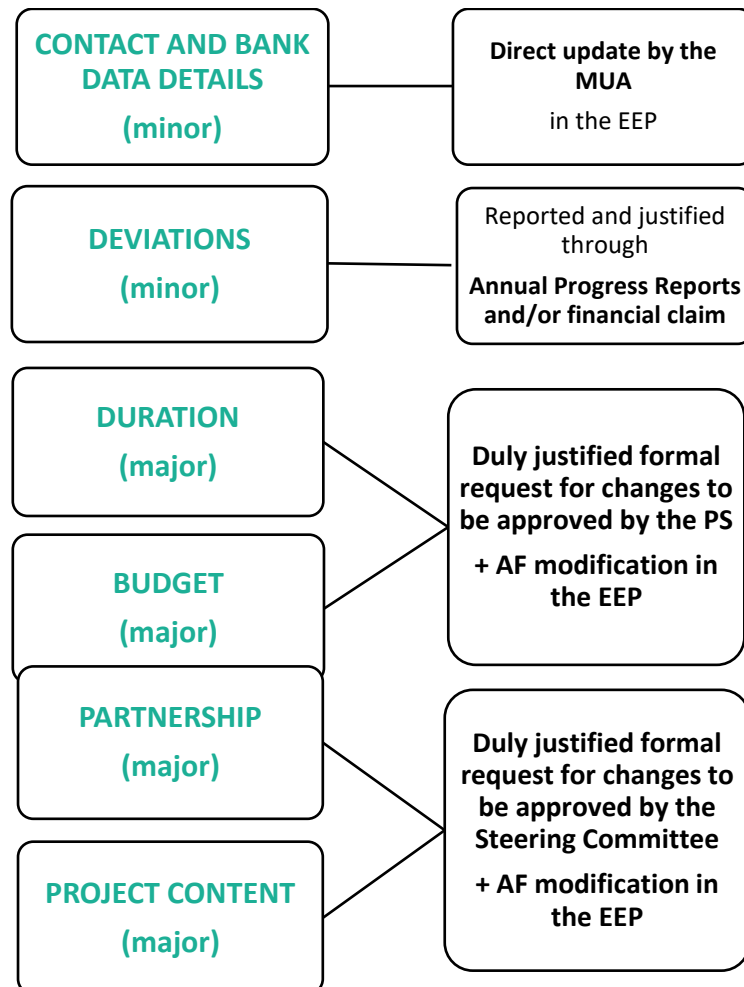 CONTACT AND BANK
DATA DETAILS
(minor)
Direct update by the
MUA
in the EEP
DEVIATIONS
(minor)
Reported and justified
through
Annual Progress Reports
and/or financial claim
DURATION
(major)
BUDGET
(major)
Duly justified formal
request for changes to
be approved by the PS
+ AF modification in
the EEP
PARTNERSHIP
(major)
PROJECT CONTENT
(major)
Duly justified formal
request for changes to
be approved by the
Steering Committee
+ AF modification in
the EEP